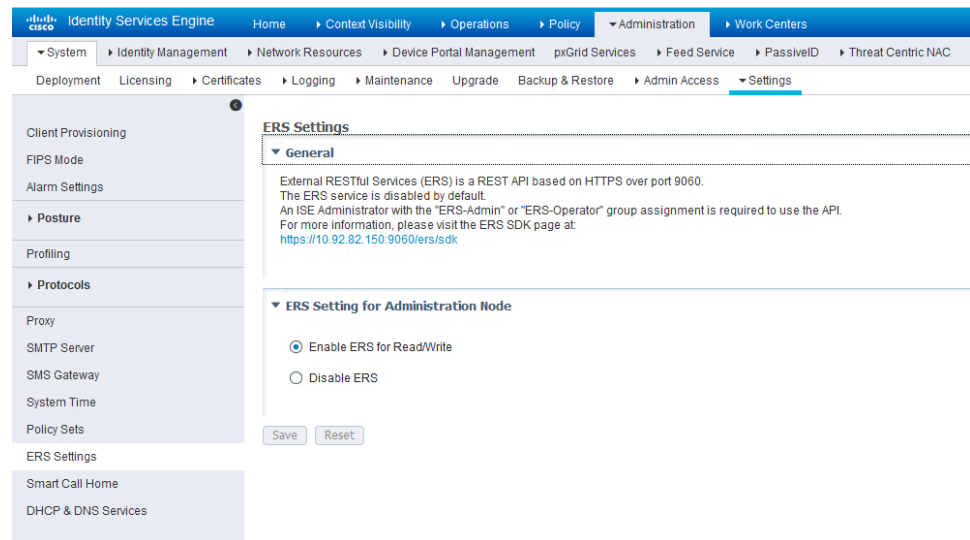 cisco Identity Services Engine Home Context Visibility Operations Policy Administration Work Centers
System Identity Management Network Resources Device Portal Management pxGrid Services Feed Service PassiveID Threat Centric NAC
Deployment Licensing Certificates Logging Maintenance Upgrade Backup & Restore Admin Access Settings
Client Provisioning
FIPS Mode
Alarm Settings
Posture
Profiling
Protocols
Proxy
SMTP Server
SMS Gateway
System Time
Policy Sets
ERS Settings
Smart Call Home
DHCP & DNS Services
ERS Settings
General
External RESTful Services (ERS) is a REST API based on HTTPS over port 9060.
The ERS service is disabled by default.
An ISE Administrator with the "ERS-Admin" or "ERS-Operator" group assignment is required to use the API.
For more information, please visit the ERS SDK page at:
https://10.92.82.150:9060/ers/sdk
ERS Setting for Administration Node
Enable ERS for Read/Write
Disable ERS
Save Reset